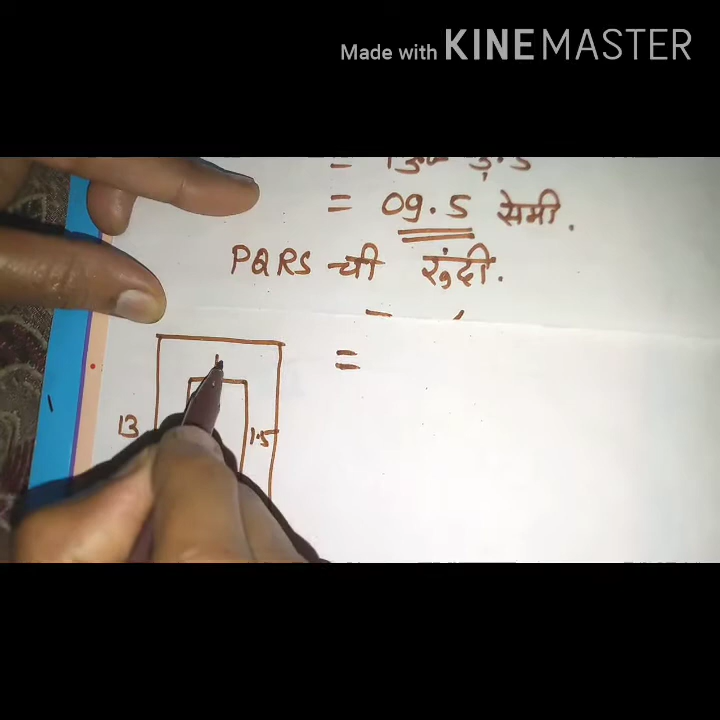 Made with KINEMASTER
= 09.5 सेमी.
PQRS ची रुंदी.
=
13
1.5